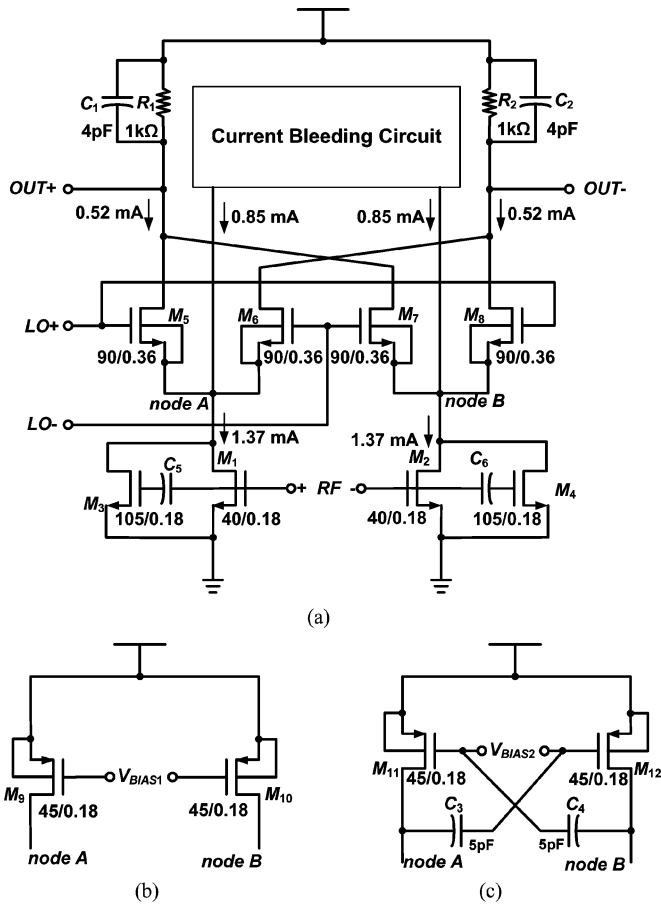 C1 R1 R2 C2
4pF 1kΩ 1kΩ 4pF
Current Bleeding Circuit
OUT+ OUT-
0.52 mA 0.85 mA 0.85 mA 0.52 mA
LO+ M5 M6 M7 M8
90/0.36 90/0.36 90/0.36 90/0.36
node A node B
LO-
1.37 mA 1.37 mA
C5 M1 M2 C6
+ RF -
M3 M4
105/0.18 40/0.18 40/0.18 105/0.18
(a)
M9 VBIAS1 M10
45/0.18 45/0.18
node A node B
(b)
M11 VBIAS2 M12
45/0.18 45/0.18
C3 C4
5pF 5pF
node A node B
(c)